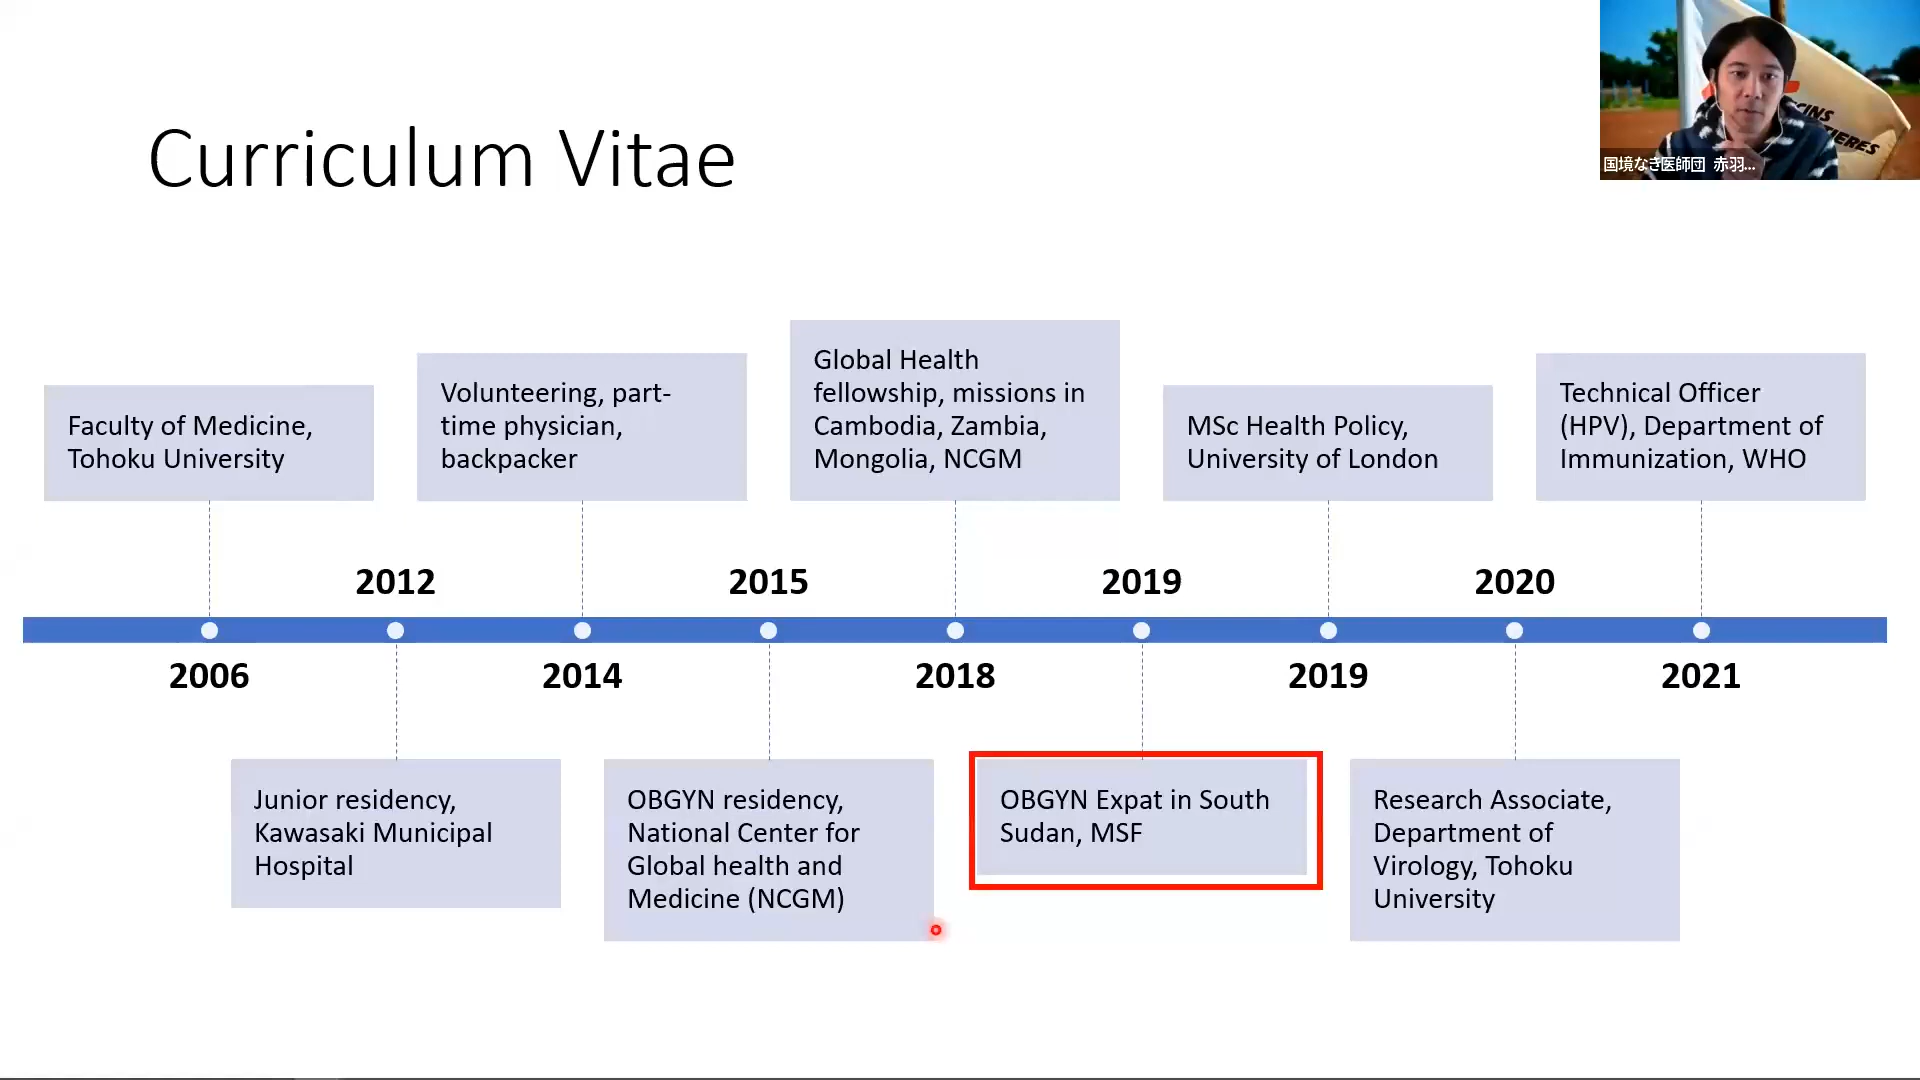 Curriculum Vitae
CINS
IERES
国境なき医師団 赤羽...
Faculty of Medicine,
Tohoku University
Volunteering, part-
time physician,
backpacker
Global Health
fellowship, missions in
Cambodia, Zambia,
Mongolia, NCGM
MSc Health Policy,
University of London
Technical Officer
(HPV), Department of
Immunization, WHO
2012
2015
2019
2020
2006
2014
2018
2019
2021
Junior residency,
Kawasaki Municipal
Hospital
OBGYN residency,
National Center for
Global health and
Medicine (NCGM)
OBGYN Expat in South
Sudan, MSF
Research Associate,
Department of
Virology, Tohoku
University